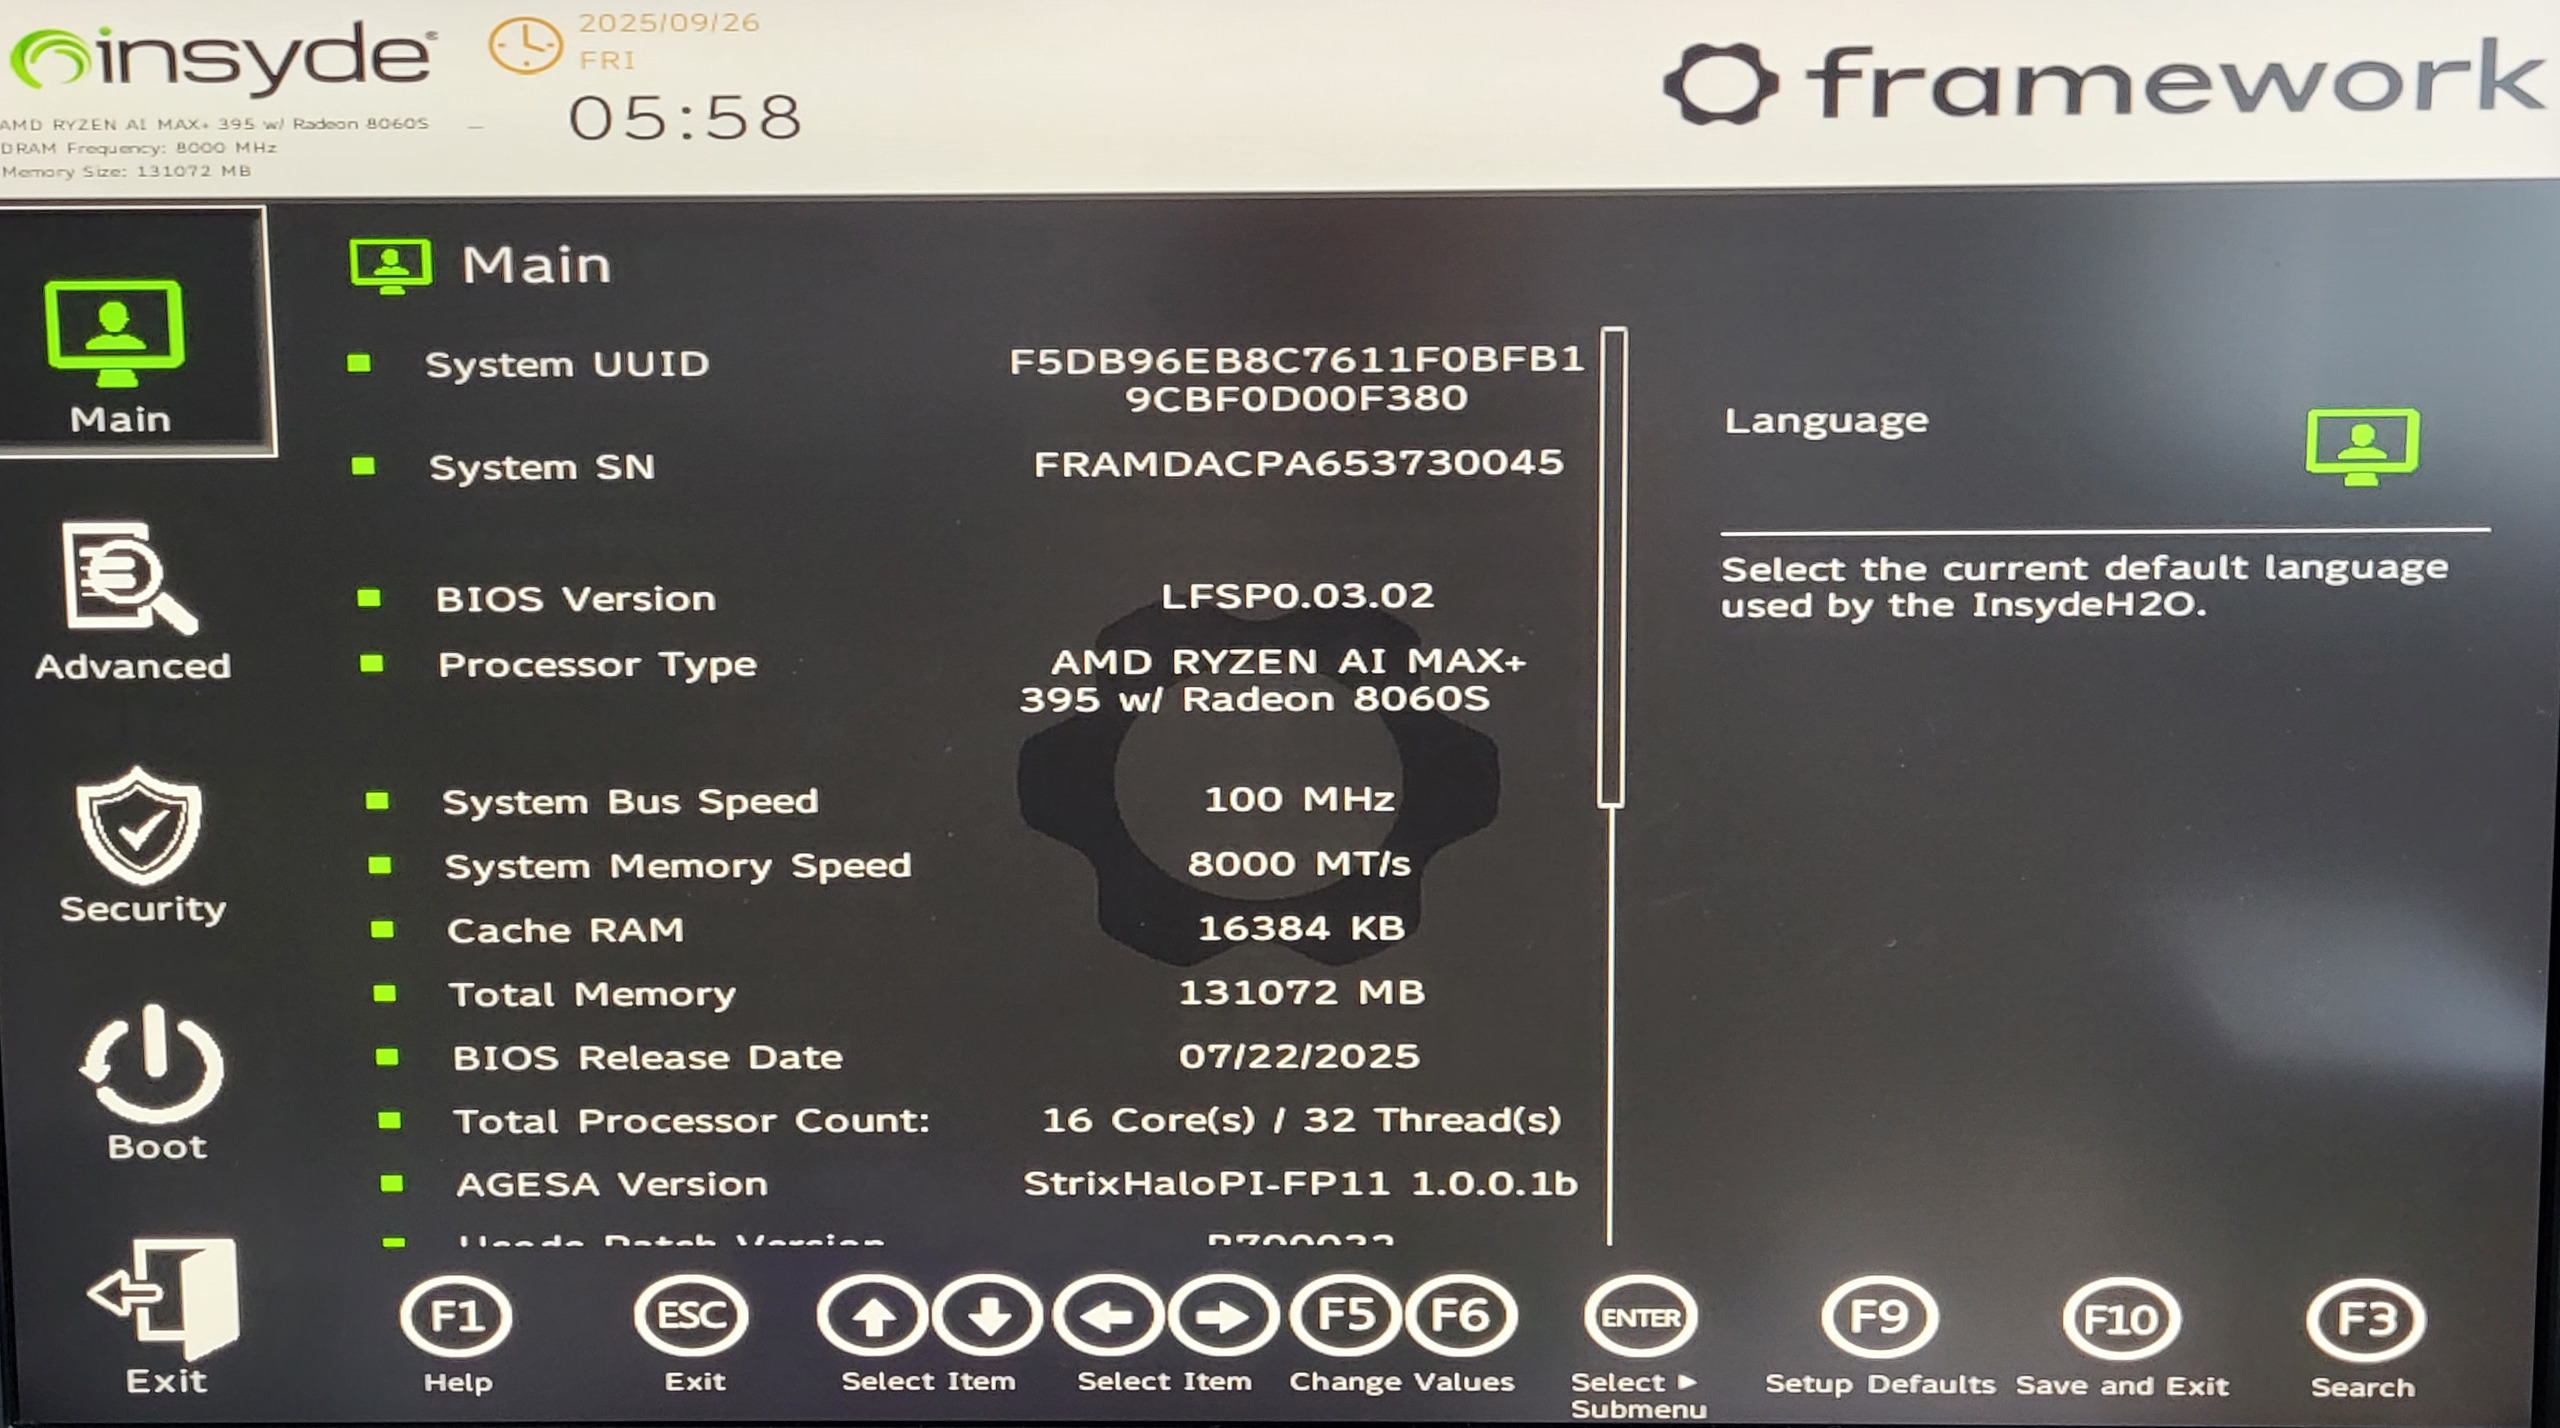 insyde
2025/09/26
FRI
05:58
AMD RYZEN AI MAX+ 395 w/ Radeon 8060S
DRAM Frequency: 8000 MHz
Memory Size: 131072 MB
framework
Main
Advanced
Security
Boot
Exit
Main
System UUID F5DB96EB8C7611F0BFB1
9CBF0D00F380
System SN FRAMDACPA653730045
BIOS Version LFSP0.03.02
Processor Type AMD RYZEN AI MAX+
395 w/ Radeon 8060S
System Bus Speed 100 MHz
System Memory Speed 8000 MT/s
Cache RAM 16384 KB
Total Memory 131072 MB
BIOS Release Date 07/22/2025
Total Processor Count: 16 Core(s) / 32 Thread(s)
AGESA Version StrixHaloPI-FP11 1.0.0.1b
Language
Select the current default language
used by the InsydeH2O.
F1 Help
ESC Exit
Select Item
Select Item
F5 F6 Change Values
ENTER Select ►
Submenu
F9 Setup Defaults
F10 Save and Exit
F3 Search